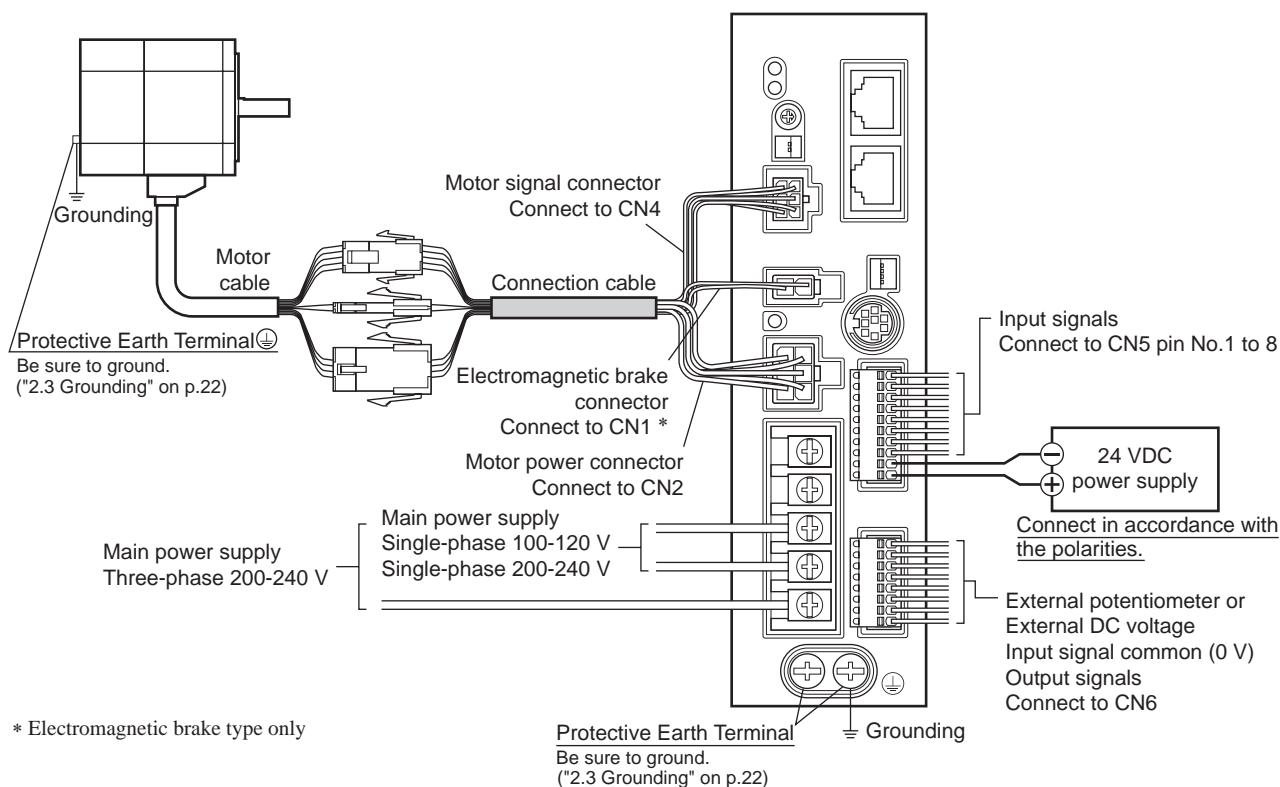 Grounding
Motor
cable
Protective Earth Terminal
Be sure to ground.
("2.3 Grounding" on p.22)
Motor signal connector
Connect to CN4
Connection cable
Electromagnetic brake
connector
Connect to CN1 *
Motor power connector
Connect to CN2
Input signals
Connect to CN5 pin No.1 to 8
24 VDC
power supply
Connect in accordance with
the polarities.
Main power supply
Three-phase 200-240 V
Main power supply
Single-phase 100-120 V
Single-phase 200-240 V
External potentiometer or
External DC voltage
Input signal common (0 V)
Output signals
Connect to CN6
Protective Earth Terminal
Be sure to ground.
("2.3 Grounding" on p.22)
Grounding
* Electromagnetic brake type only